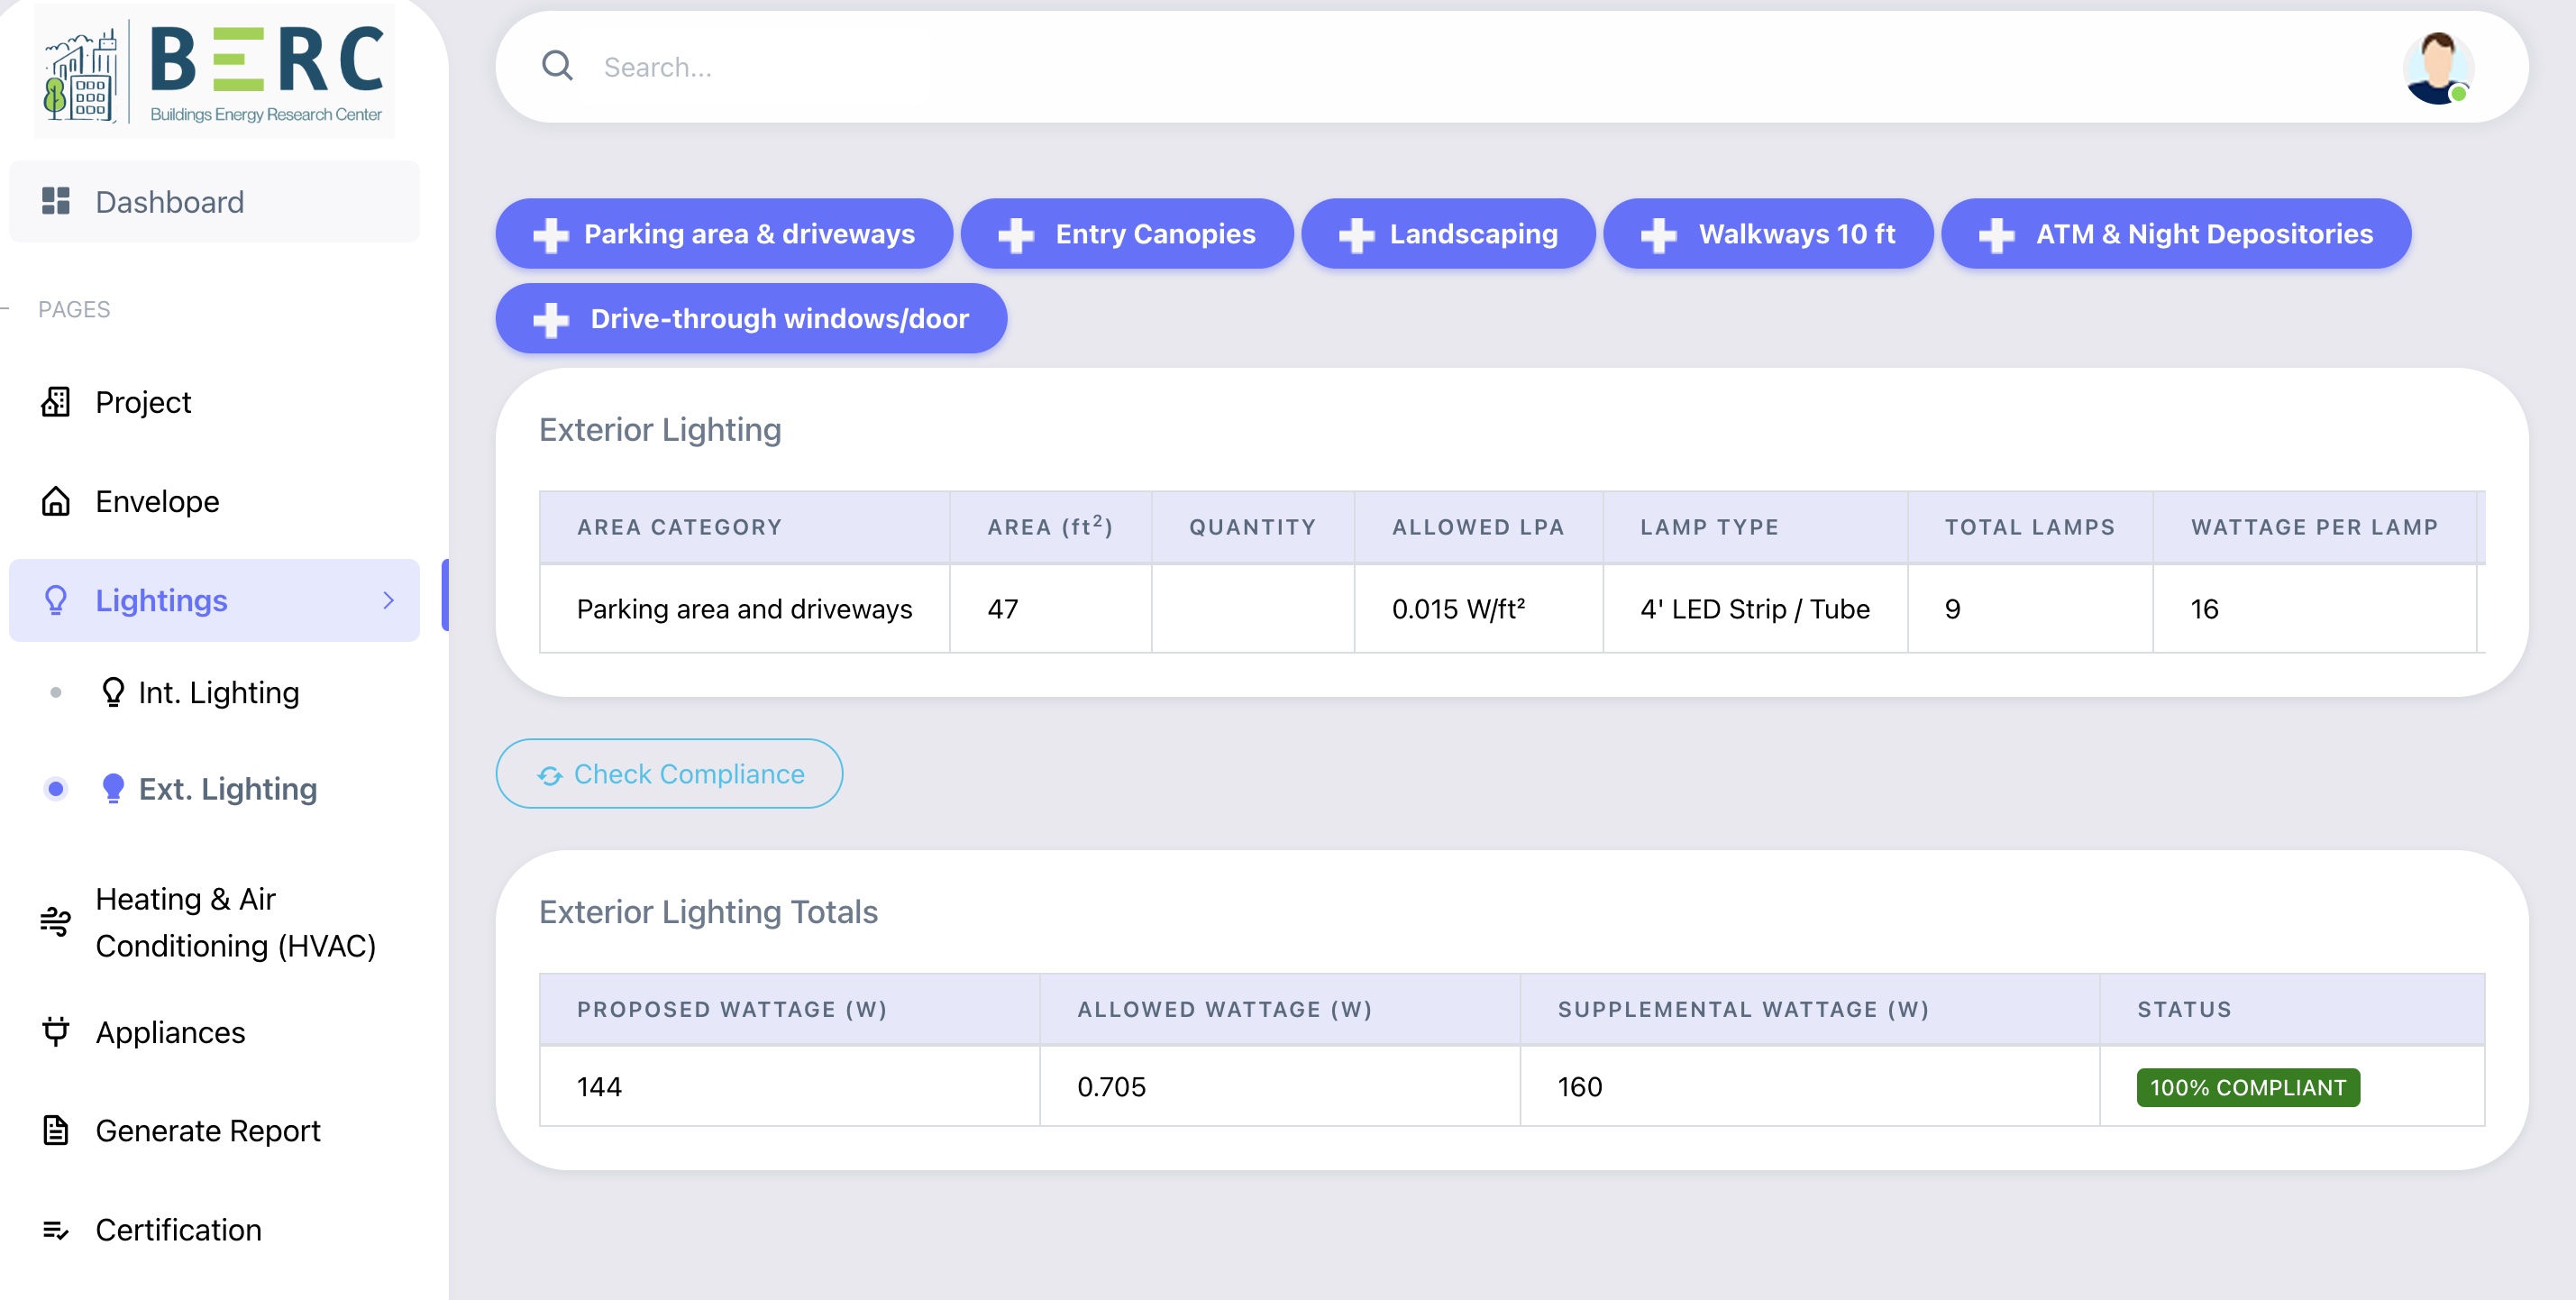 BERC
Buildings Energy Research Center
Search...
Dashboard
PAGES
Project
Envelope
Lightings
Int. Lighting
Ext. Lighting
Heating & Air
Conditioning (HVAC)
Appliances
Generate Report
Certification
Parking area & driveways
Entry Canopies
Landscaping
Walkways 10 ft
ATM & Night Depositories
Drive-through windows/door
Exterior Lighting
AREA CATEGORY AREA (ft²) QUANTITY ALLOWED LPA LAMP TYPE TOTAL LAMPS WATTAGE PER LAMP
Parking area and driveways 47 0.015 W/ft² 4' LED Strip / Tube 9 16
Check Compliance
Exterior Lighting Totals
PROPOSED WATTAGE (W) ALLOWED WATTAGE (W) SUPPLEMENTAL WATTAGE (W) STATUS
144 0.705 160 100% COMPLIANT